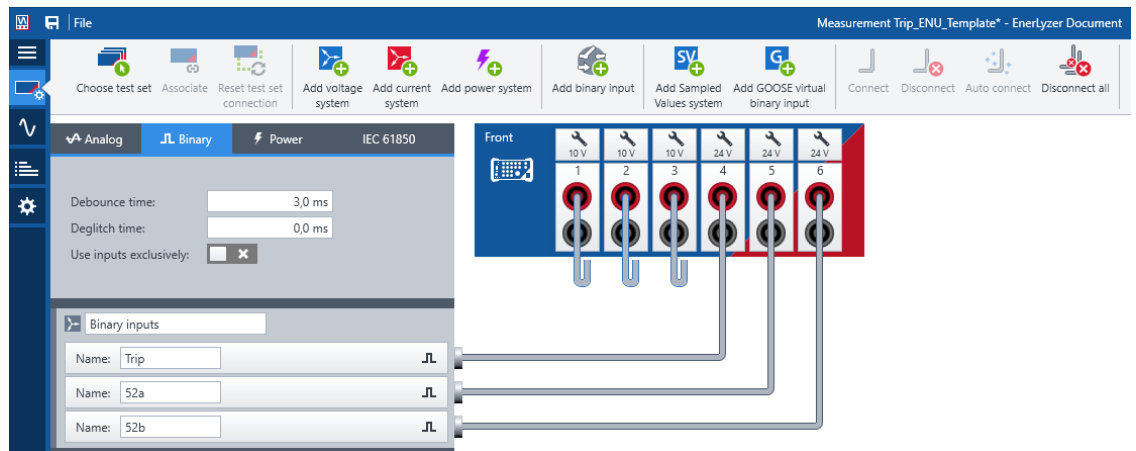 File
Measurement Trip_ENU_Template* - EnerLyzer Document
Choose test set
Associate
Reset test set
connection
Add voltage
system
Add current
system
Add power system
Add binary input
SV
Add Sampled
Values system
G
Add GOOSE virtual
binary input
Connect
Disconnect
Auto connect
Disconnect all
Analog
Binary
Power
IEC 61850
Debounce time: 3,0 ms
Deglitch time: 0,0 ms
Use inputs exclusively:
Front
10 V 10 V 10 V 24 V 24 V 24 V
1 2 3 4 5 6
Binary inputs
Name: Trip
Name: 52a
Name: 52b